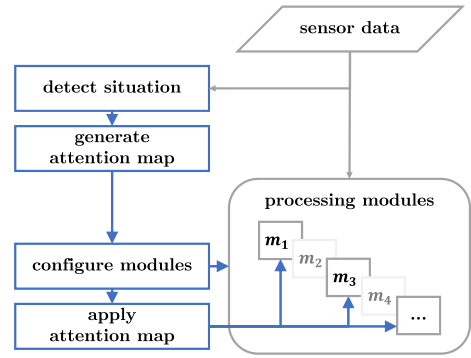 sensor data
detect situation
generate
attention map
processing modules
m1
m2
configure modules
m3
m4
apply
attention map
...